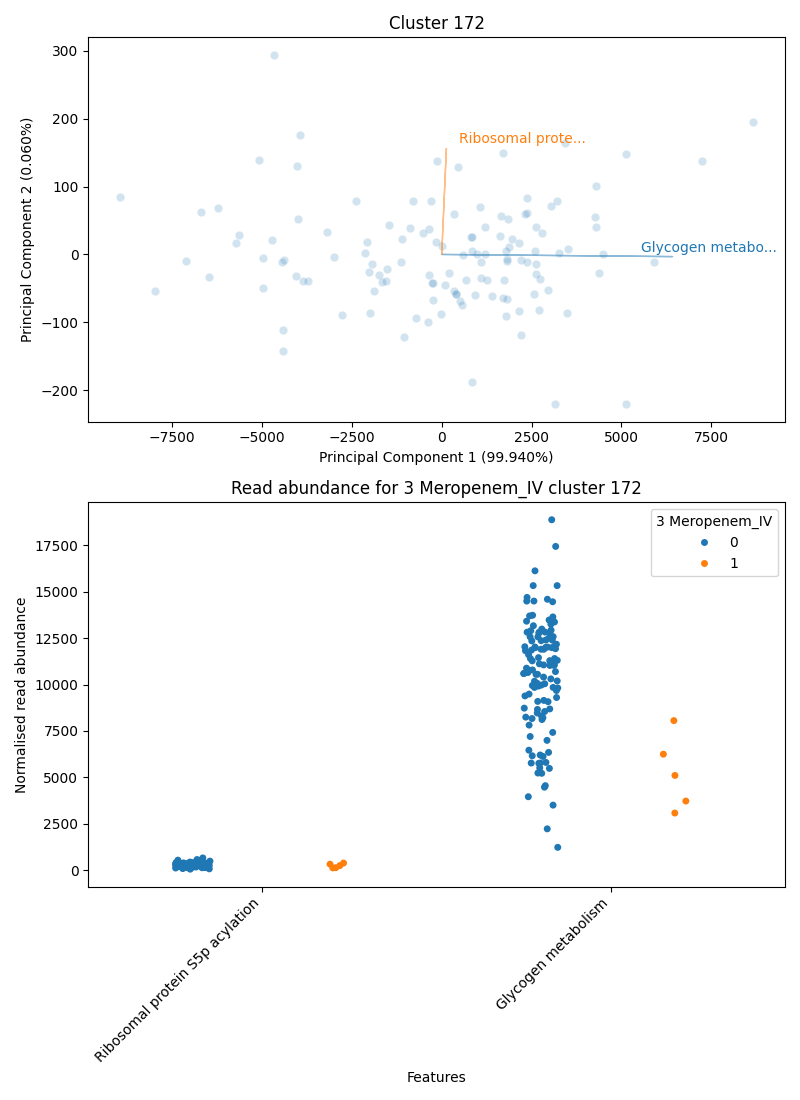 Cluster 172
300
200
100
0
−100
−200
Principal Component 2 (0.060%)
Ribosomal prote...
Glycogen metabo...
−7500 −5000 −2500 0 2500 5000 7500
Principal Component 1 (99.940%)
Read abundance for 3 Meropenem_IV cluster 172
3 Meropenem_IV
0
1
17500
15000
12500
10000
7500
5000
2500
0
Normalised read abundance
Ribosomal protein S5p acylation
Glycogen metabolism
Features